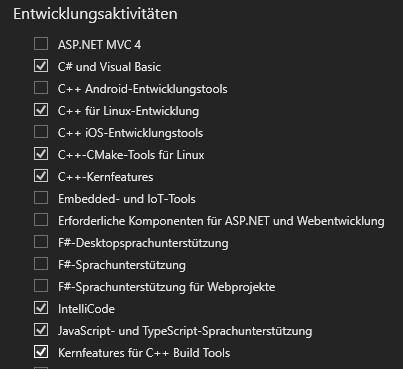 Entwicklungsaktivitäten
ASP.NET MVC 4
C# und Visual Basic
C++ Android-Entwicklungstools
C++ für Linux-Entwicklung
C++ iOS-Entwicklungstools
C++-CMake-Tools für Linux
C++-Kernfeatures
Embedded- und IoT-Tools
Erforderliche Komponenten für ASP.NET und Webentwicklung
F#-Desktopsprachunterstützung
F#-Sprachunterstützung
F#-Sprachunterstützung für Webprojekte
IntelliCode
JavaScript- und TypeScript-Sprachunterstützung
Kernfeatures für C++ Build Tools